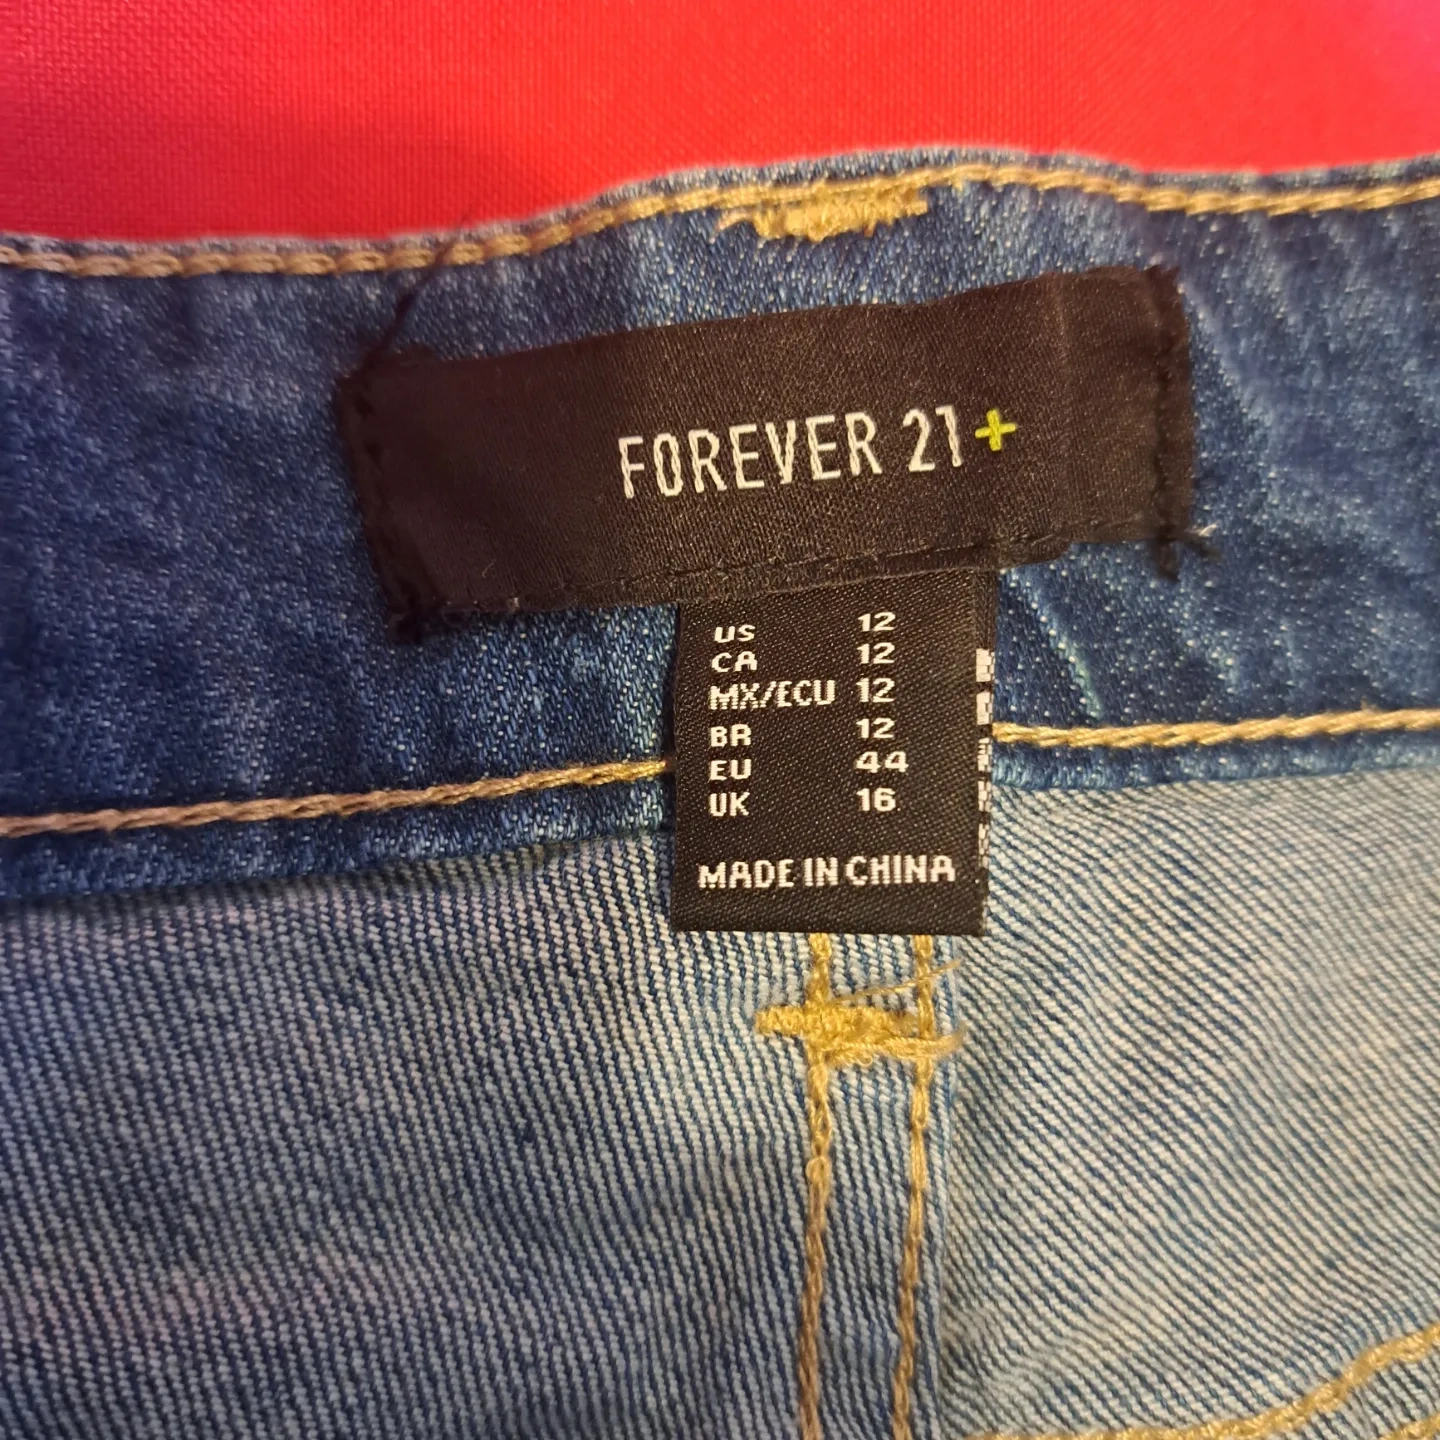 FOREVER 21+
US 12
CA 12
MX/ECU 12
BR 12
EU 44
UK 16
MADE IN CHINA